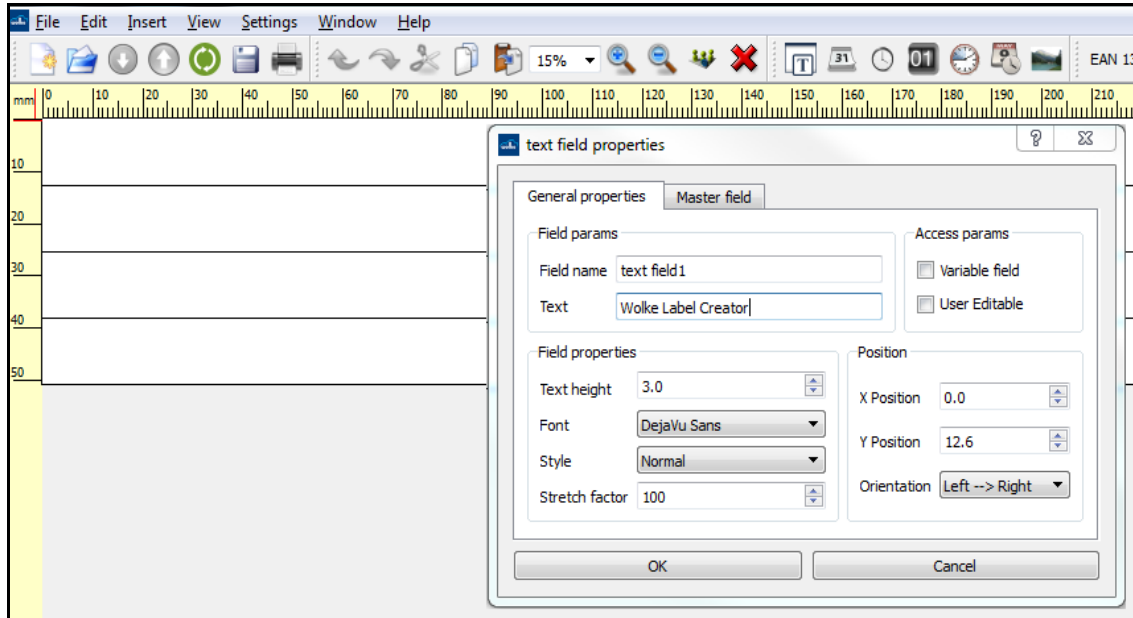 File Edit Insert View Settings Window Help
15% T 31 01 EAN 13
mm 0 10 20 30 40 50 60 70 80 90 100 110 120 130 140 150 160 170 180 190 200 210
text field properties
10
General properties Master field
20
Field params Access params
30
Field name text field1 Variable field
Text Wolke Label Creator User Editable
40
Field properties Position
50
Text height 3.0 X Position 0.0
Font DejaVu Sans
Y Position 12.6
Style Normal
Orientation Left --> Right
Stretch factor 100
OK Cancel